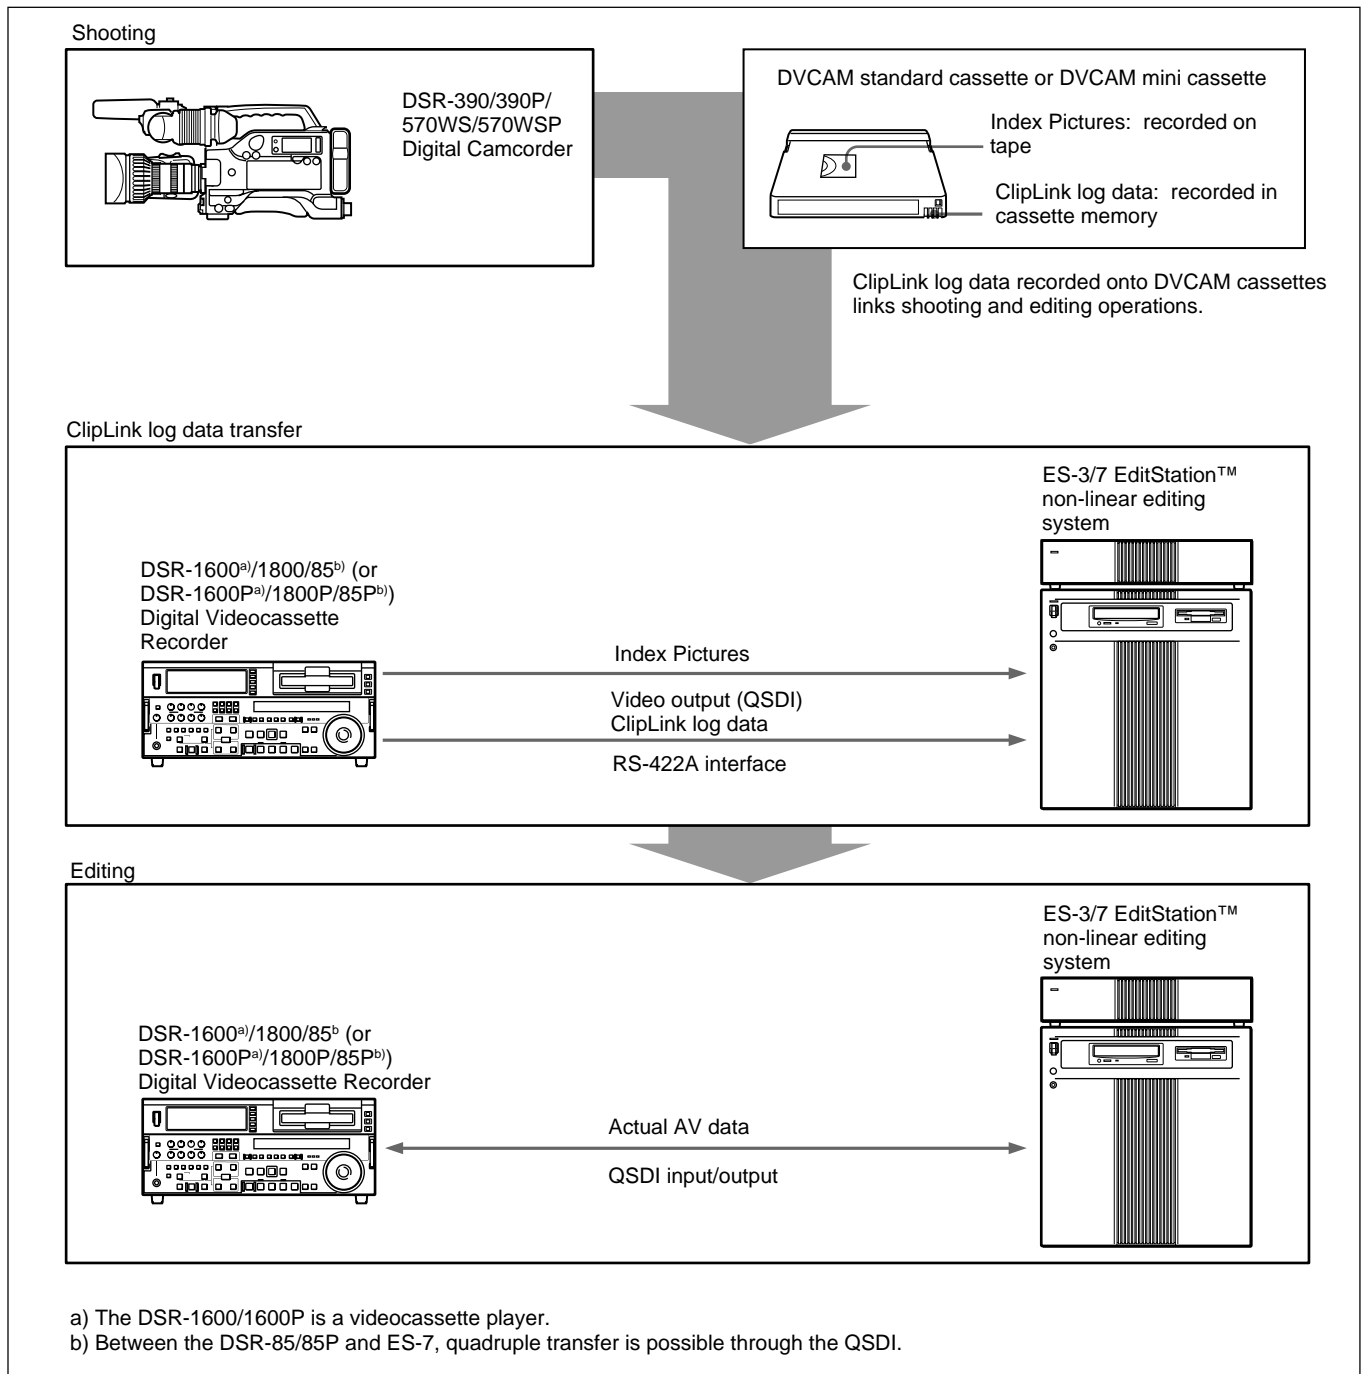 Shooting
DSR-390/390P/
570WS/570WSP
Digital Camcorder
DVCAM standard cassette or DVCAM mini cassette
Index Pictures:  recorded on
tape
ClipLink log data:  recorded in
cassette memory
ClipLink log data recorded onto DVCAM cassettes
links shooting and editing operations.
ClipLink log data transfer
ES-3/7 EditStation™
non-linear editing
system
DSR-1600a)/1800/85b) (or
DSR-1600Pa)/1800P/85Pb))
Digital Videocassette
Recorder
Index Pictures
Video output (QSDI)
ClipLink log data
RS-422A interface
Editing
ES-3/7 EditStation™
non-linear editing
system
DSR-1600a)/1800/85b (or
DSR-1600Pa)/1800P/85Pb))
Digital Videocassette Recorder
Actual AV data
QSDI input/output
a) The DSR-1600/1600P is a videocassette player.
b) Between the DSR-85/85P and ES-7, quadruple transfer is possible through the QSDI.